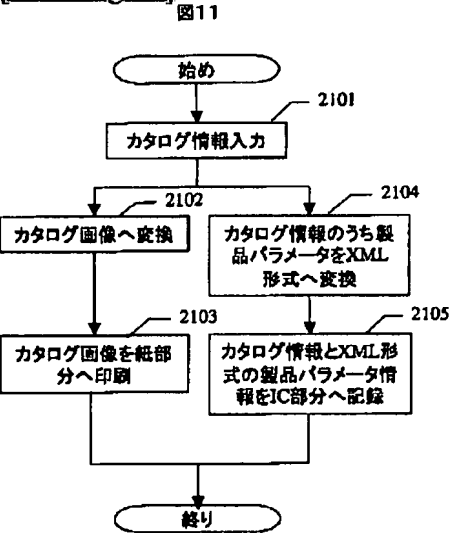 図11
始め
2101
カタログ情報入力
2102
カタログ画像へ変換
2104
カタログ情報のうち製
品パラメータをXML
形式へ変換
2103
カタログ画像を紙部
分へ印刷
2105
カタログ情報とXML形
式の製品パラメータ情
報をIC部分へ記録
終り